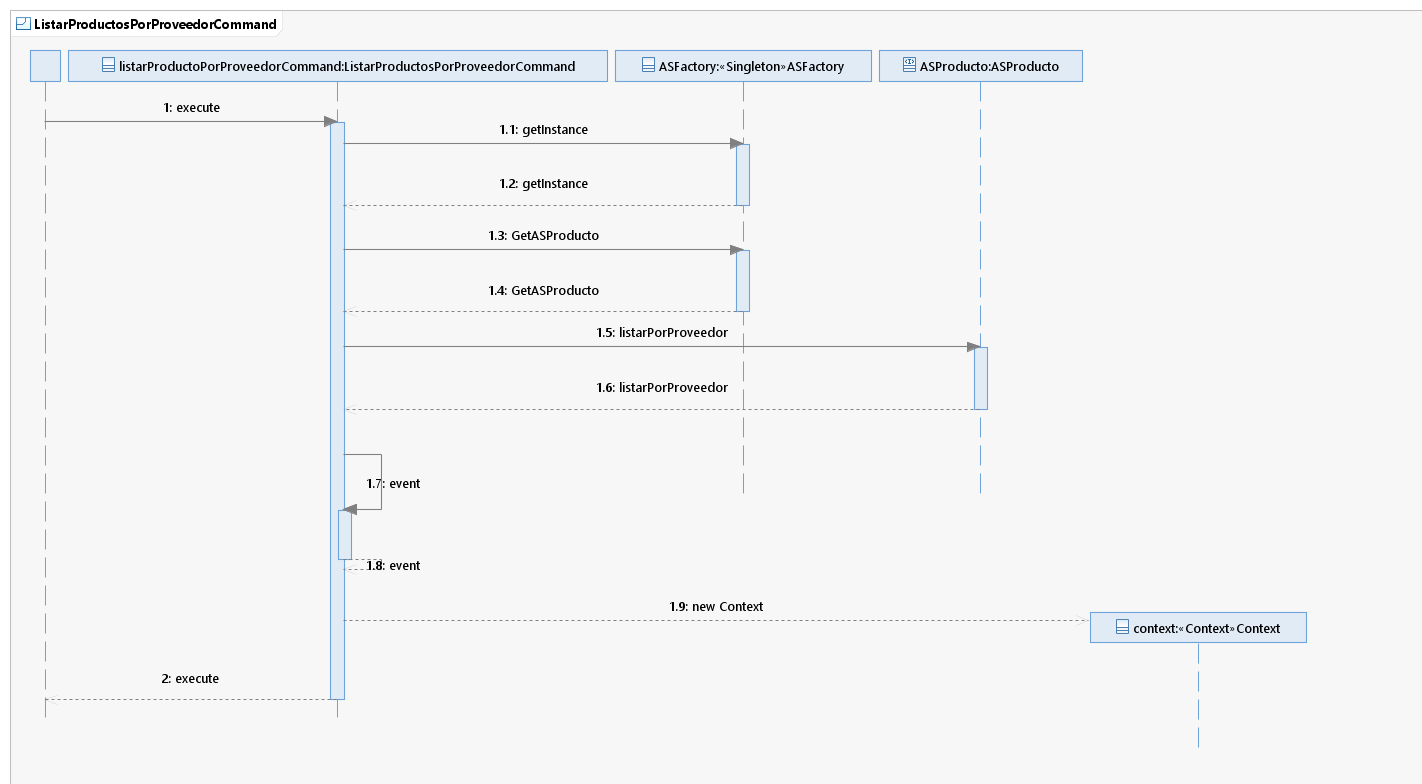 ListarProductosPorProveedorCommand
listarProductoPorProveedorCommand:ListarProductosPorProveedorCommand
ASFactory:«Singleton»ASFactory
ASProducto:ASProducto
1: execute
1.1: getInstance
1.2: getInstance
1.3: GetASProducto
1.4: GetASProducto
1.5: listarPorProveedor
1.6: listarPorProveedor
1.7: event
1.8: event
1.9: new Context
context:«Context»Context
2: execute